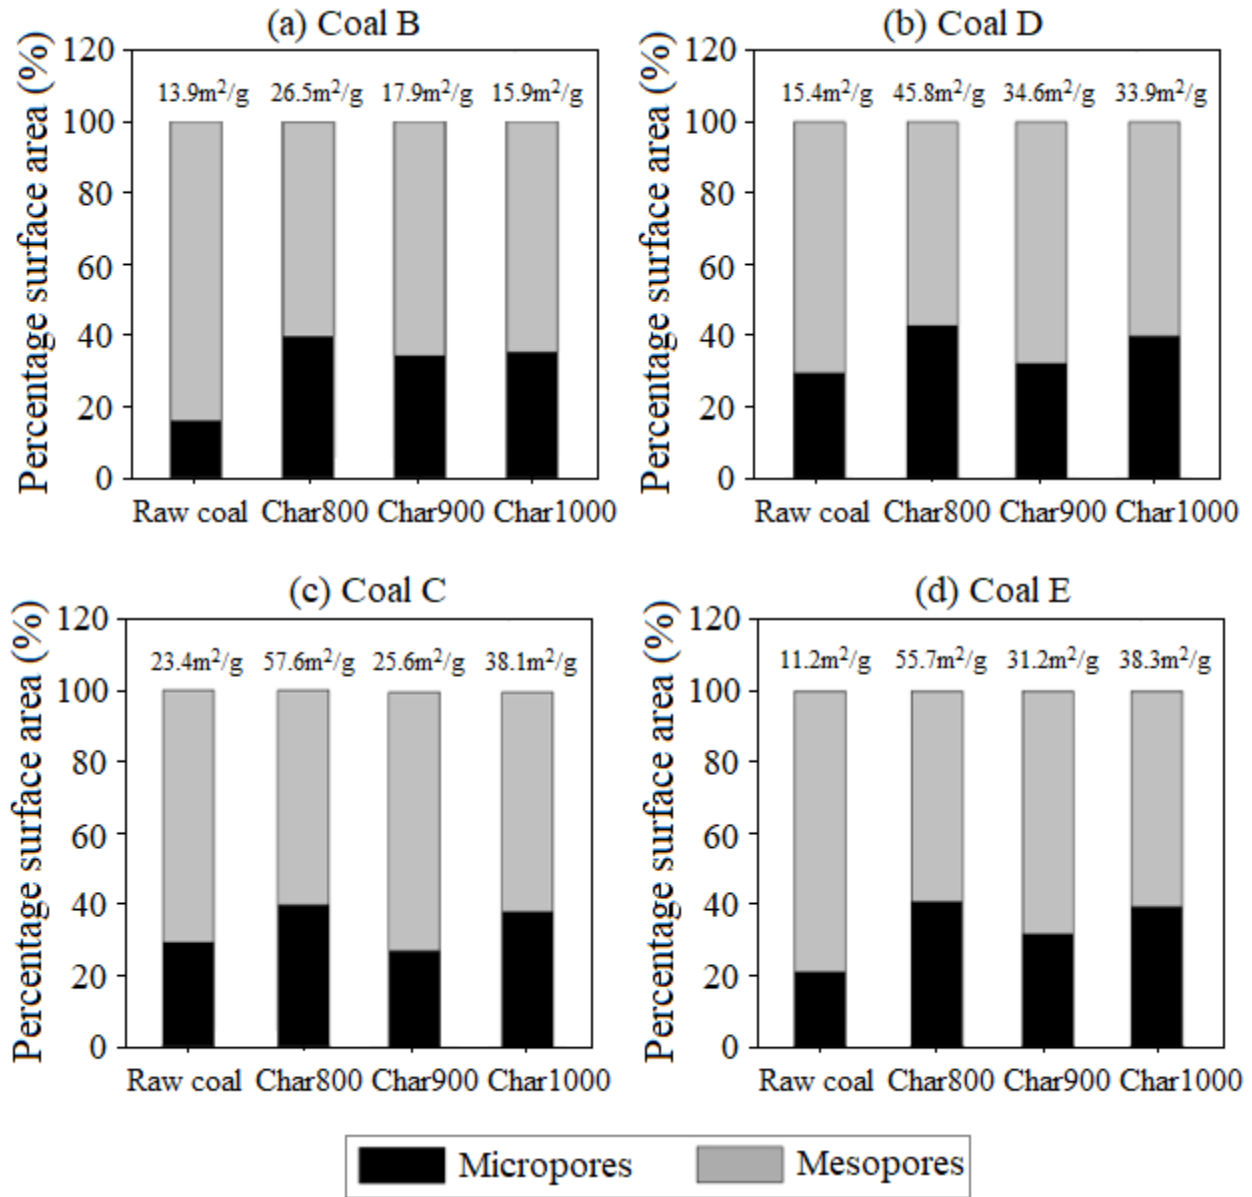 (a) Coal B
Percentage surface area (%)
120
100
80
60
40
20
0
13.9m²/g 26.5m²/g 17.9m²/g 15.9m²/g
Raw coal Char800 Char900 Char1000
(b) Coal D
Percentage surface area (%)
120
100
80
60
40
20
0
15.4m²/g 45.8m²/g 34.6m²/g 33.9m²/g
Raw coal Char800 Char900 Char1000
(c) Coal C
Percentage surface area (%)
120
100
80
60
40
20
0
23.4m²/g 57.6m²/g 25.6m²/g 38.1m²/g
Raw coal Char800 Char900 Char1000
(d) Coal E
Percentage surface area (%)
120
100
80
60
40
20
0
11.2m²/g 55.7m²/g 31.2m²/g 38.3m²/g
Raw coal Char800 Char900 Char1000
Micropores Mesopores